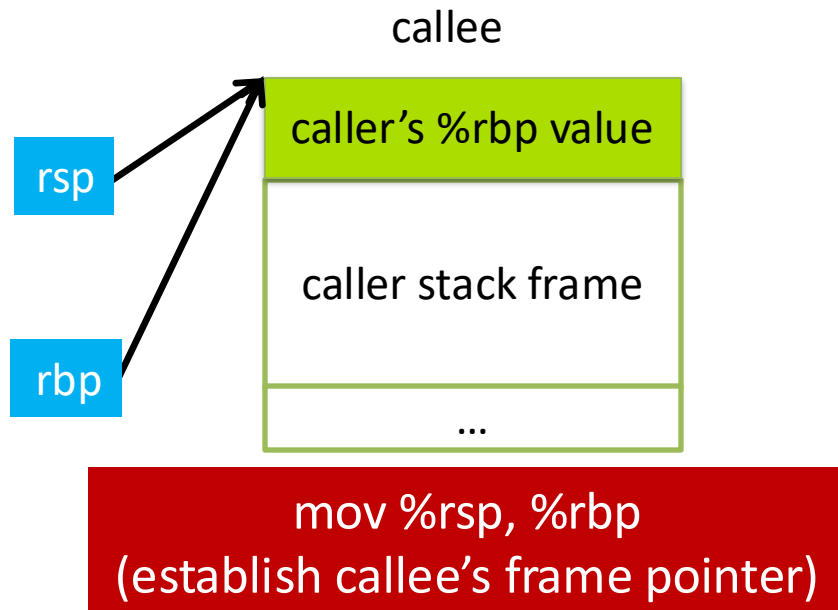 callee
caller’s %rbp value
rsp
caller stack frame
rbp
…
mov %rsp, %rbp
(establish callee’s frame pointer)